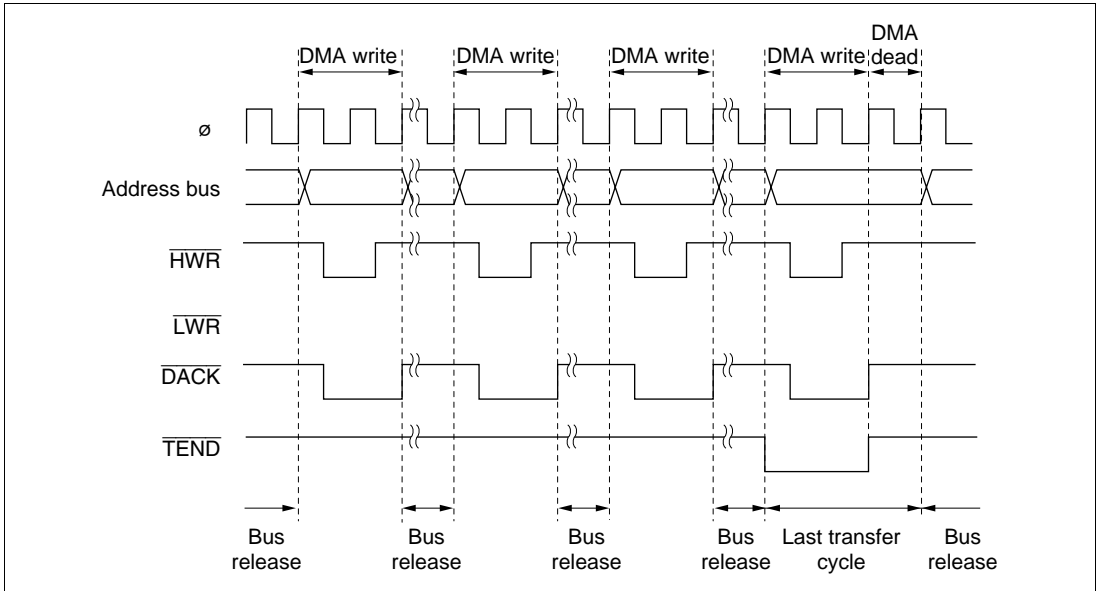 DMA
DMA write DMA write DMA write DMA write dead
ø
Address bus
HWR
LWR
DACK
TEND
Bus release Bus release Bus release Bus release Last transfer cycle Bus release